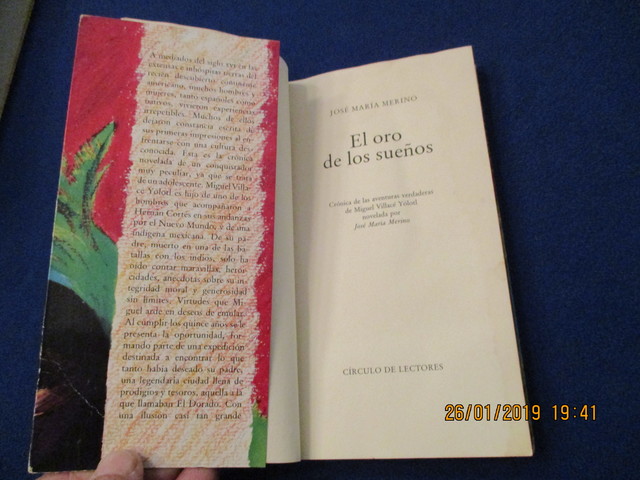 A mediados del siglo XVI en las
extensas e inhóspitas tierras del
recién descubierto continente
americano, muchos hombres y
mujeres, tanto españoles como
nativos, vivieron experiencias
irrepetibles. Muchos de ellos
dejaron constancia escrita de
sus primeras impresiones al en-
frentarse con una cultura des-
conocida. Esta es la crónica
novelada de un conquistador
muy peculiar, ya que se trata
de un adolescente. Miguel Villa-
ce Yólotl es hijo de uno de los
hombres que acompañaron a
Hernán Cortés en sus andanzas
por el Nuevo Mundo, y de una
indígena mexicana. De su pa-
dre, muerto en una de las ba-
tallas con los indios, sólo ha
oído contar maravillas, heroi-
cidades, anécdotas sobre su in-
tegridad moral y generosidad
sin límites. Virtudes que Mi-
guel arde en deseos de emular.
Al cumplir los quince años se le
presenta la oportunidad, for-
mando parte de una expedición
destinada a encontrar lo que
tanto había deseado su padre,
una legendaria ciudad llena de
prodigios y tesoros, aquella a la
que llamaban El Dorado. Con
una ilusión casi tan grande
JOSÉ MARÍA MERINO
El oro
de los sueños
Crónica de las aventuras verdaderas
de Miguel Villacé Yólotl
novelada por
José María Merino
CÍRCULO DE LECTORES
26/01/2019 19:41